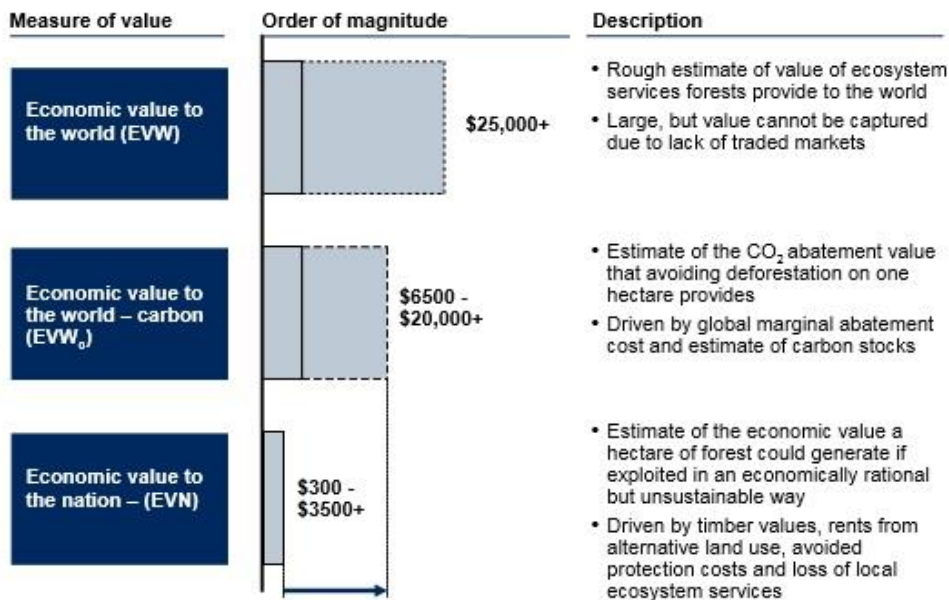 Measure of value
Order of magnitude
Description
Economic value to
the world (EVW)
$25,000+
• Rough estimate of value of ecosystem
services forests provide to the world
• Large, but value cannot be captured
due to lack of traded markets
Economic value to
the world – carbon
(EVWₒ)
$6500 -
$20,000+
• Estimate of the CO₂ abatement value
that avoiding deforestation on one
hectare provides
• Driven by global marginal abatement
cost and estimate of carbon stocks
Economic value to
the nation – (EVN)
$300 -
$3500+
• Estimate of the economic value a
hectare of forest could generate if
exploited in an economically rational
but unsustainable way
• Driven by timber values, rents from
alternative land use, avoided
protection costs and loss of local
ecosystem services